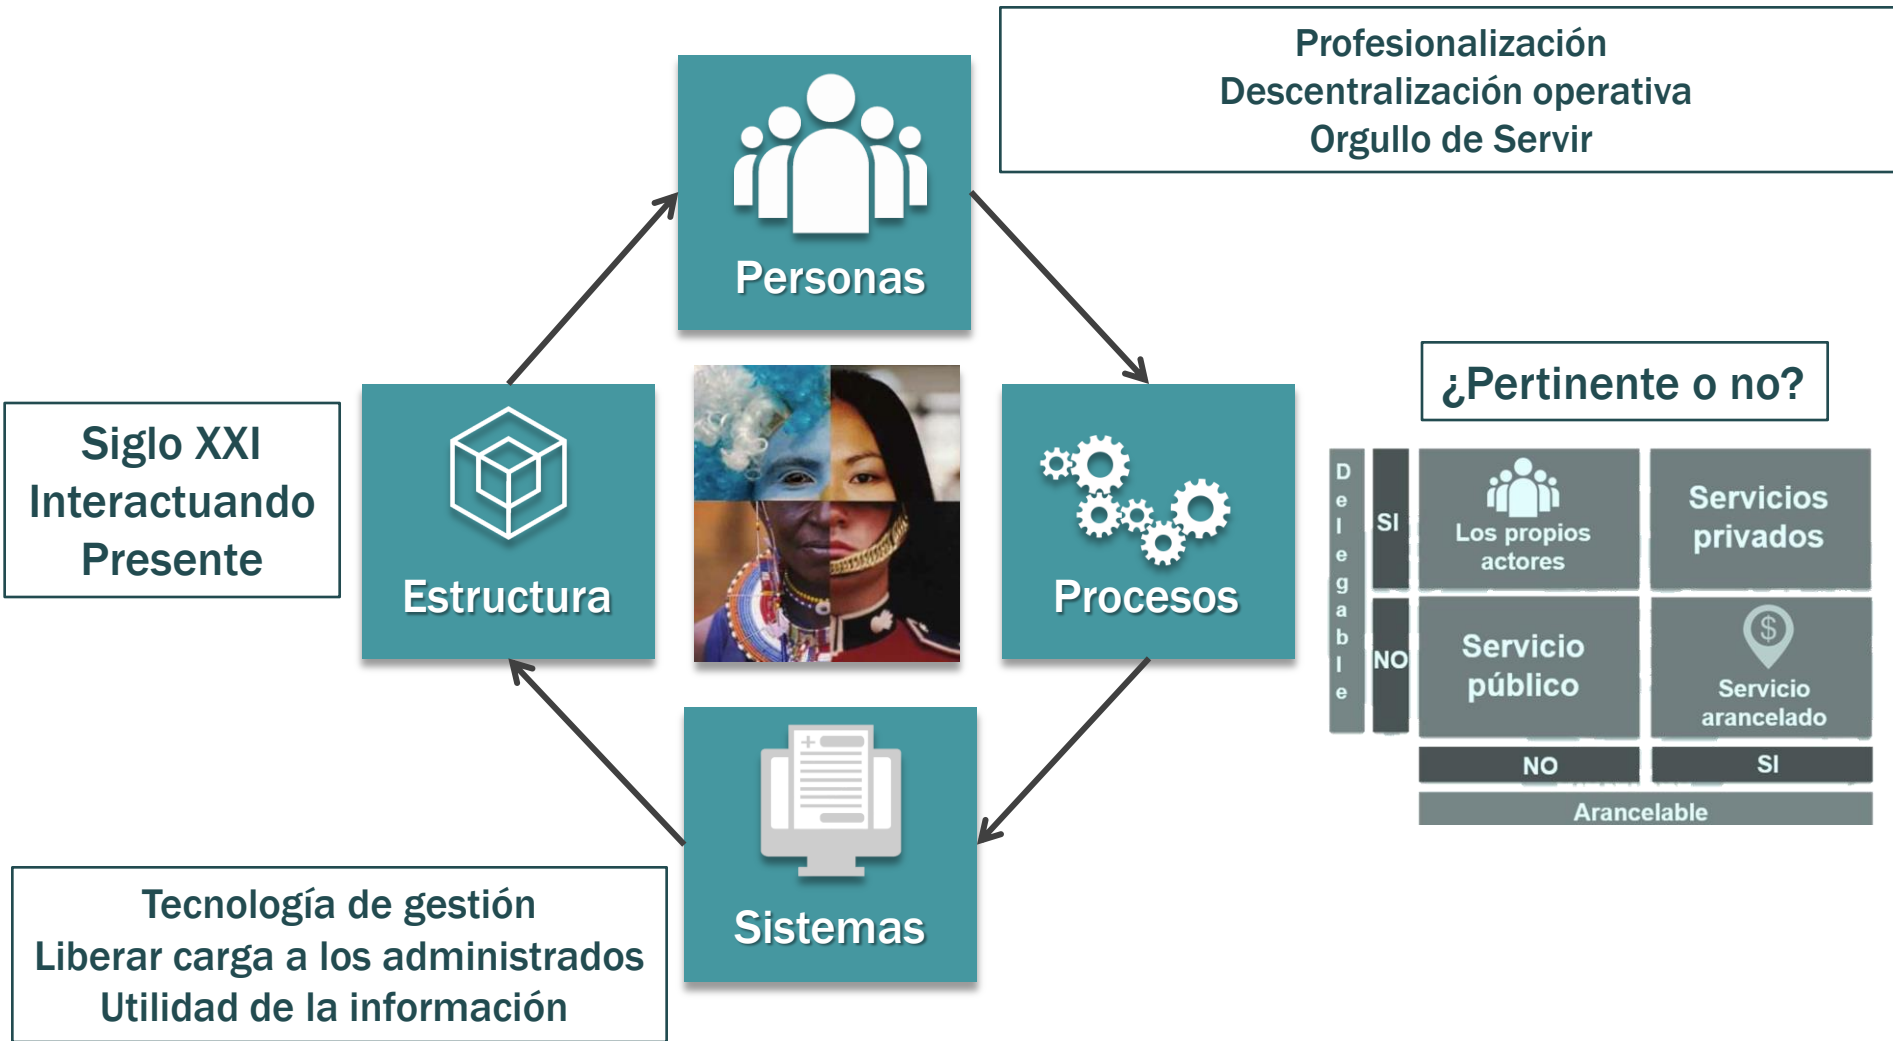 Profesionalización
Descentralización operativa
Orgullo de Servir
Personas
¿Pertinente o no?
Siglo XXI
Interactuando
Presente
Estructura
Procesos
Delegable
SI
Los propios
actores
Servicios
privados
NO
Servicio
público
$
Servicio
arancelado
NO
SI
Arancelable
Tecnología de gestión
Liberar carga a los administrados
Utilidad de la información
Sistemas